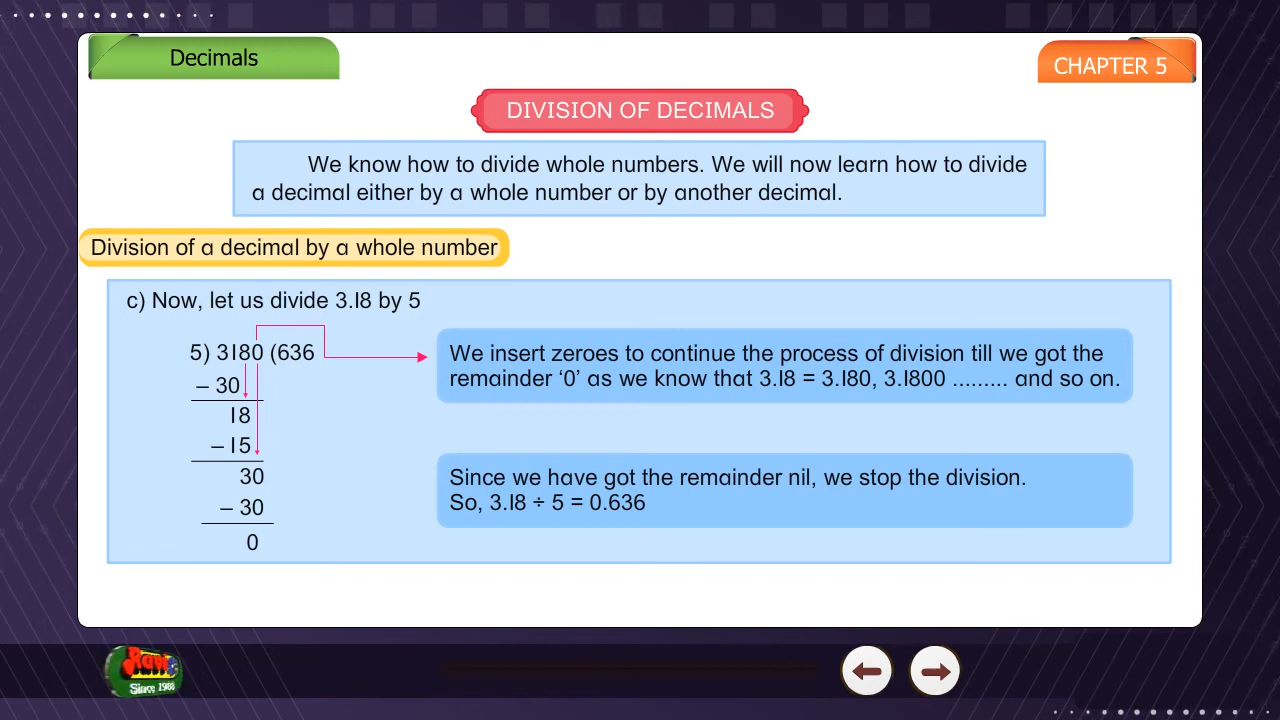 Decimals
CHAPTER 5
DIVISION OF DECIMALS
We know how to divide whole numbers. We will now learn how to divide
a decimal either by a whole number or by another decimal.
Division of a decimal by a whole number
c) Now, let us divide 3.I8 by 5
5) 3I80 (636
– 30
I8
– I5
30
– 30
0
We insert zeroes to continue the process of division till we got the
remainder ‘0’ as we know that 3.I8 = 3.I80, 3.I800 ......... and so on.
Since we have got the remainder nil, we stop the division.
So, 3.I8 ÷ 5 = 0.636
Since 1988